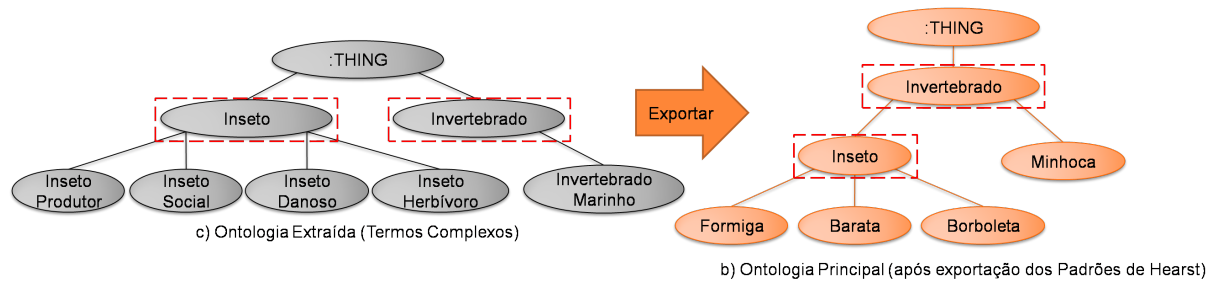 :THING
Inseto
Invertebrado
Inseto
Produtor
Inseto
Social
Inseto
Danoso
Inseto
Herbívoro
Invertebrado
Marinho
c) Ontologia Extraída (Termos Complexos)
Exportar
:THING
Invertebrado
Inseto
Minhoca
Formiga
Barata
Borboleta
b) Ontologia Principal (após exportação dos Padrões de Hearst)